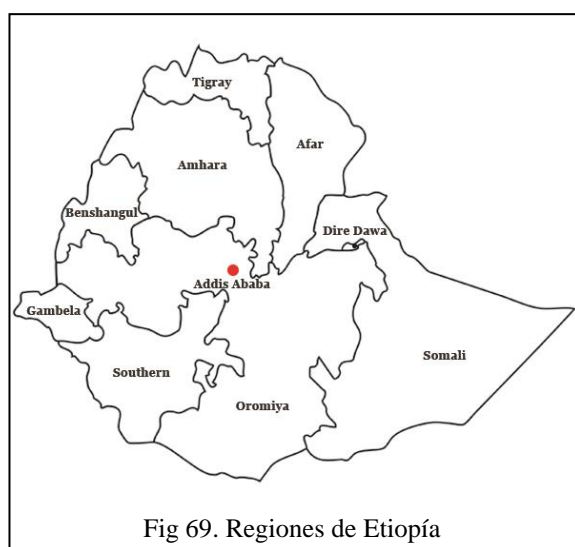 Tigray
Afar
Amhara
Benshangul
Dire Dawa
Addis Ababa
Gambela
Somali
Southern
Oromiya
Fig 69. Regiones de Etiopía